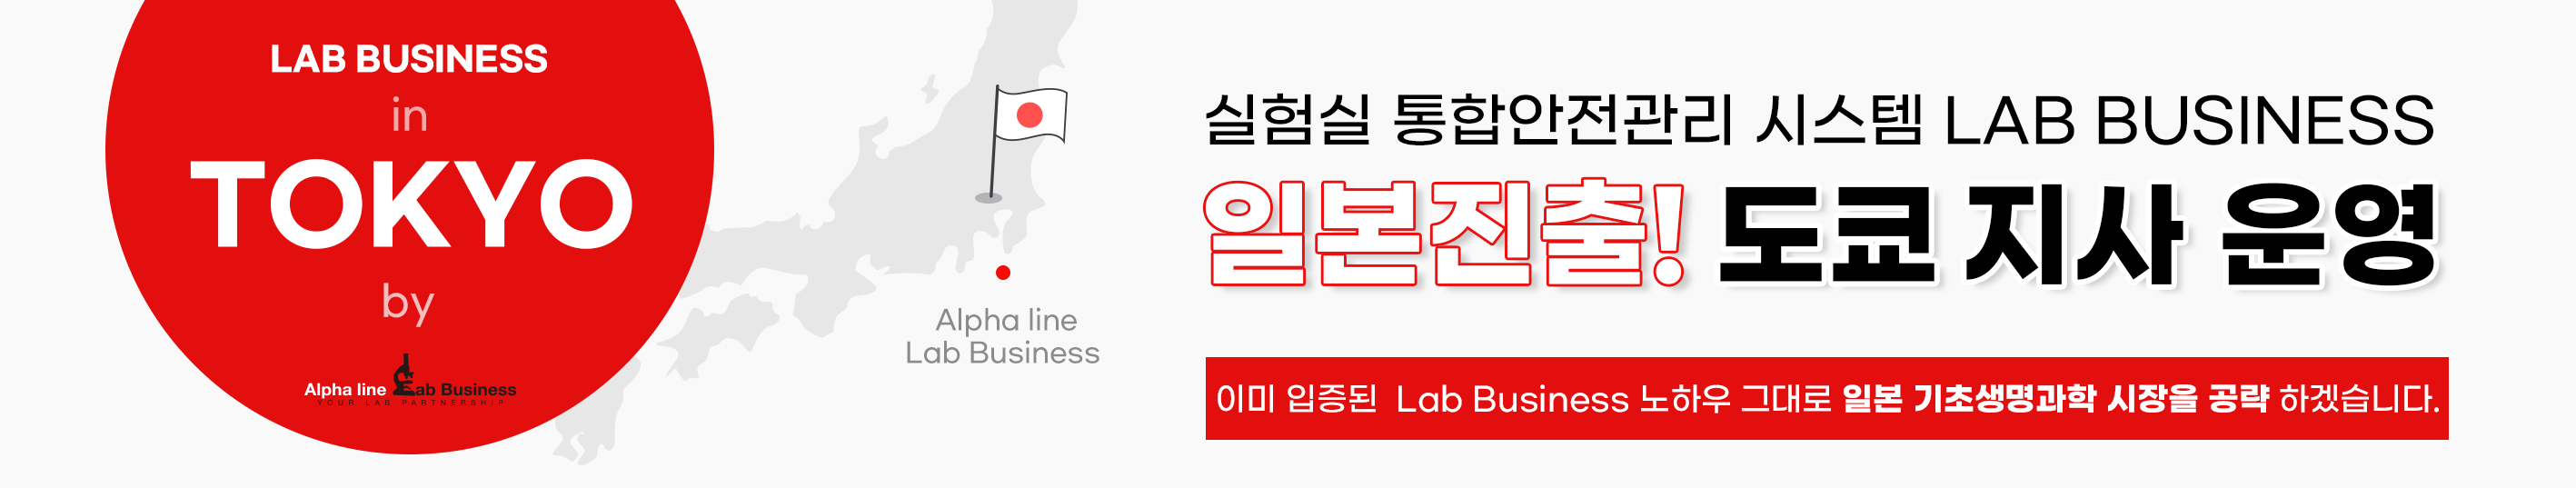 LAB BUSINESS
in
TOKYO
by
Alpha line Lab Business
YOUR LAB PARTNERSHIP
Alpha line
Lab Business
실험실 통합안전관리 시스템 LAB BUSINESS
일본진출! 도쿄 지사 운영
이미 입증된 Lab Business 노하우 그대로 일본 기초생명과학 시장을 공략 하겠습니다.